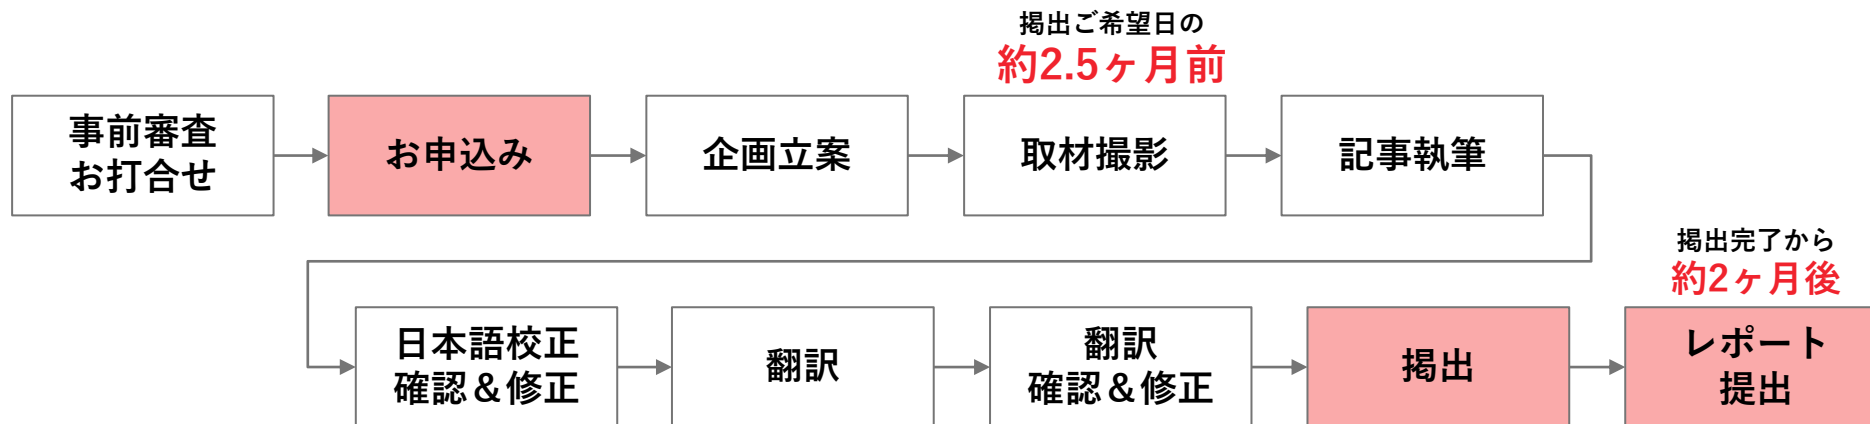 掲出ご希望日の
約2.5ヶ月前
事前審査
お打合せ
お申込み
企画立案
取材撮影
記事執筆
掲出完了から
約2ヶ月後
日本語校正
確認&修正
翻訳
翻訳
確認&修正
掲出
レポート
提出